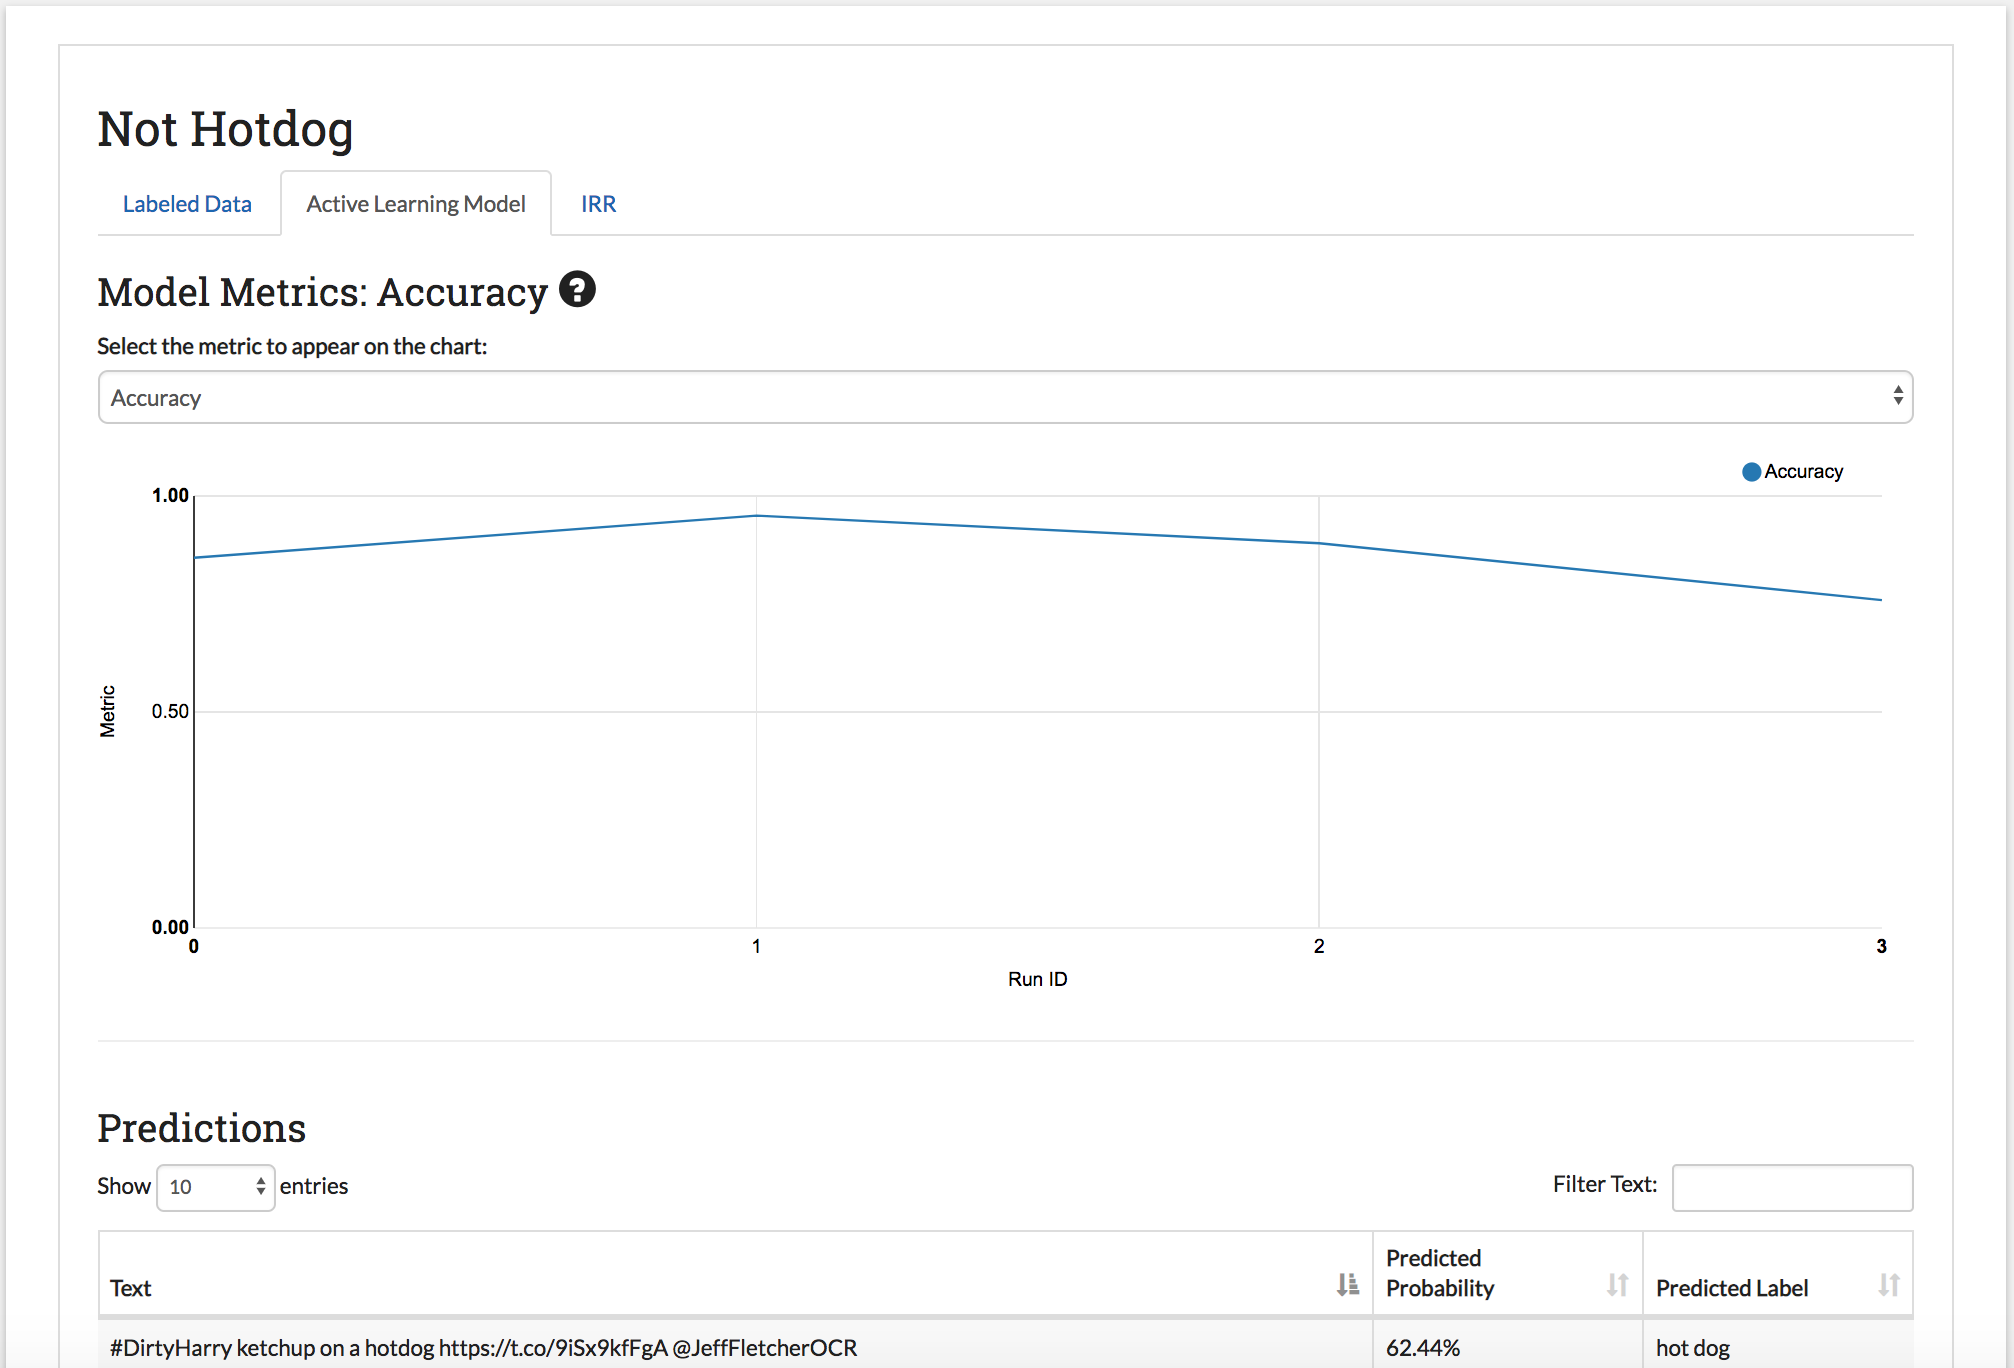 Not Hotdog
Labeled Data Active Learning Model IRR
Model Metrics: Accuracy ?
Select the metric to appear on the chart:
Accuracy
Accuracy
1.00
0.50
0.00
Metric
0 1 2 3
Run ID
Predictions
Show 10 entries Filter Text:
Text Predicted Probability Predicted Label
#DirtyHarry ketchup on a hotdog https://t.co/9iSx9kfFgA @JeffFletcherOCR 62.44% hot dog